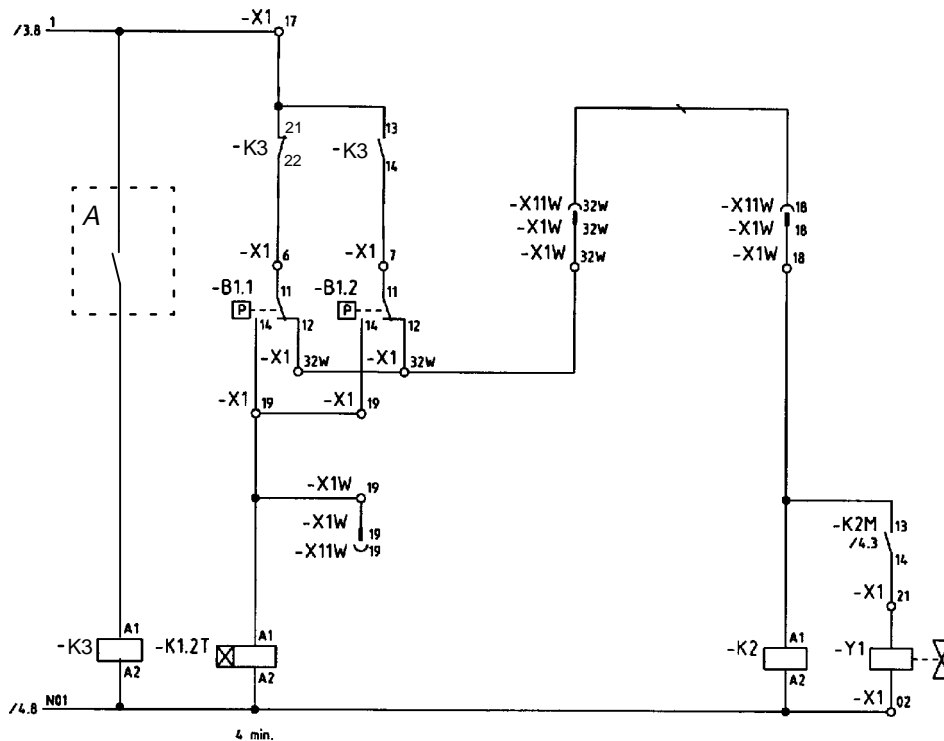 /3.8 1
-X1 17
21
-K3
22
13
-K3
14
A
-X11W 32W
-X1W 32W
-X1W 32W
-X11W 18
-X1W 18
-X1W 18
-X1 6
-X1 7
-B1.1
P
11
14
12
-B1.2
P
11
14
12
-X1 32W
-X1 32W
-X1 19
-X1 19
-X1W 19
-X1W 19
-X11W 19
-K2M 13
/4.3
14
-X1 21
-K3
A1
A2
-K1.2T
A1
A2
-K2
A1
A2
-Y1
-X1 02
/4.8 N01
4 min.